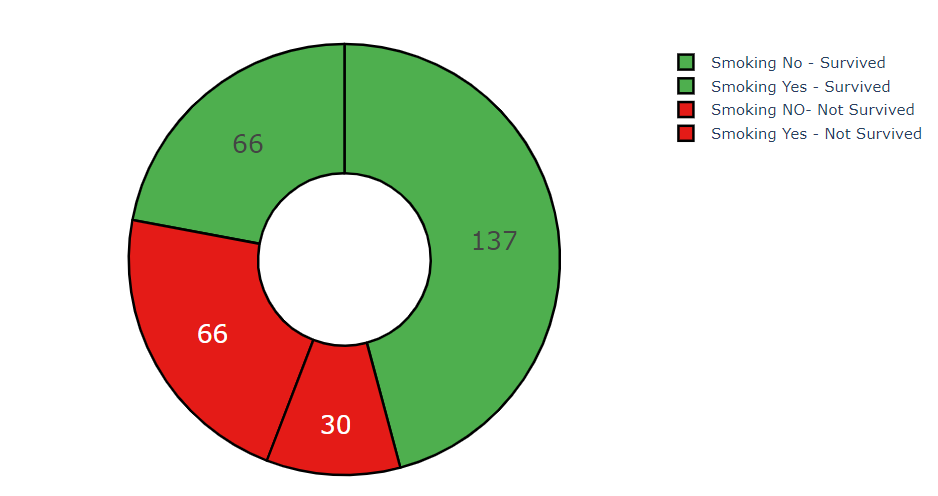 66
137
66
30
Smoking No - Survived
Smoking Yes - Survived
Smoking NO- Not Survived
Smoking Yes - Not Survived